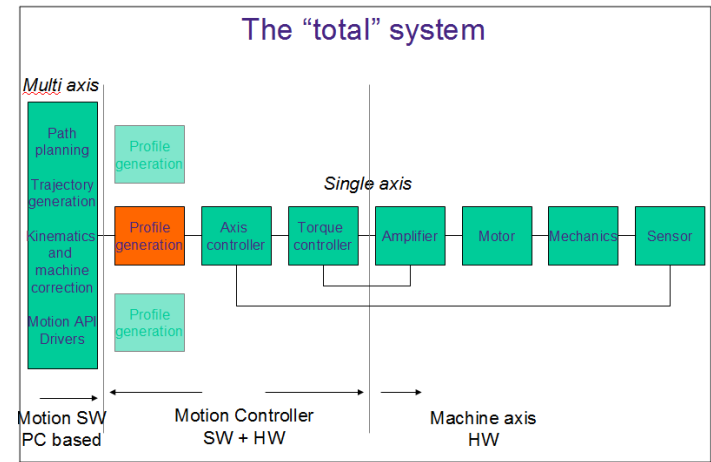 The “total” system
Multi axis
Path
planning
Trajectory
generation
Kinematics
and
machine
correction
Motion API
Drivers
Profile
generation
Single axis
Profile
generation
Axis
controller
Torque
controller
Amplifier
Motor
Mechanics
Sensor
Profile
generation
Motion SW
PC based
Motion Controller
SW + HW
Machine axis
HW